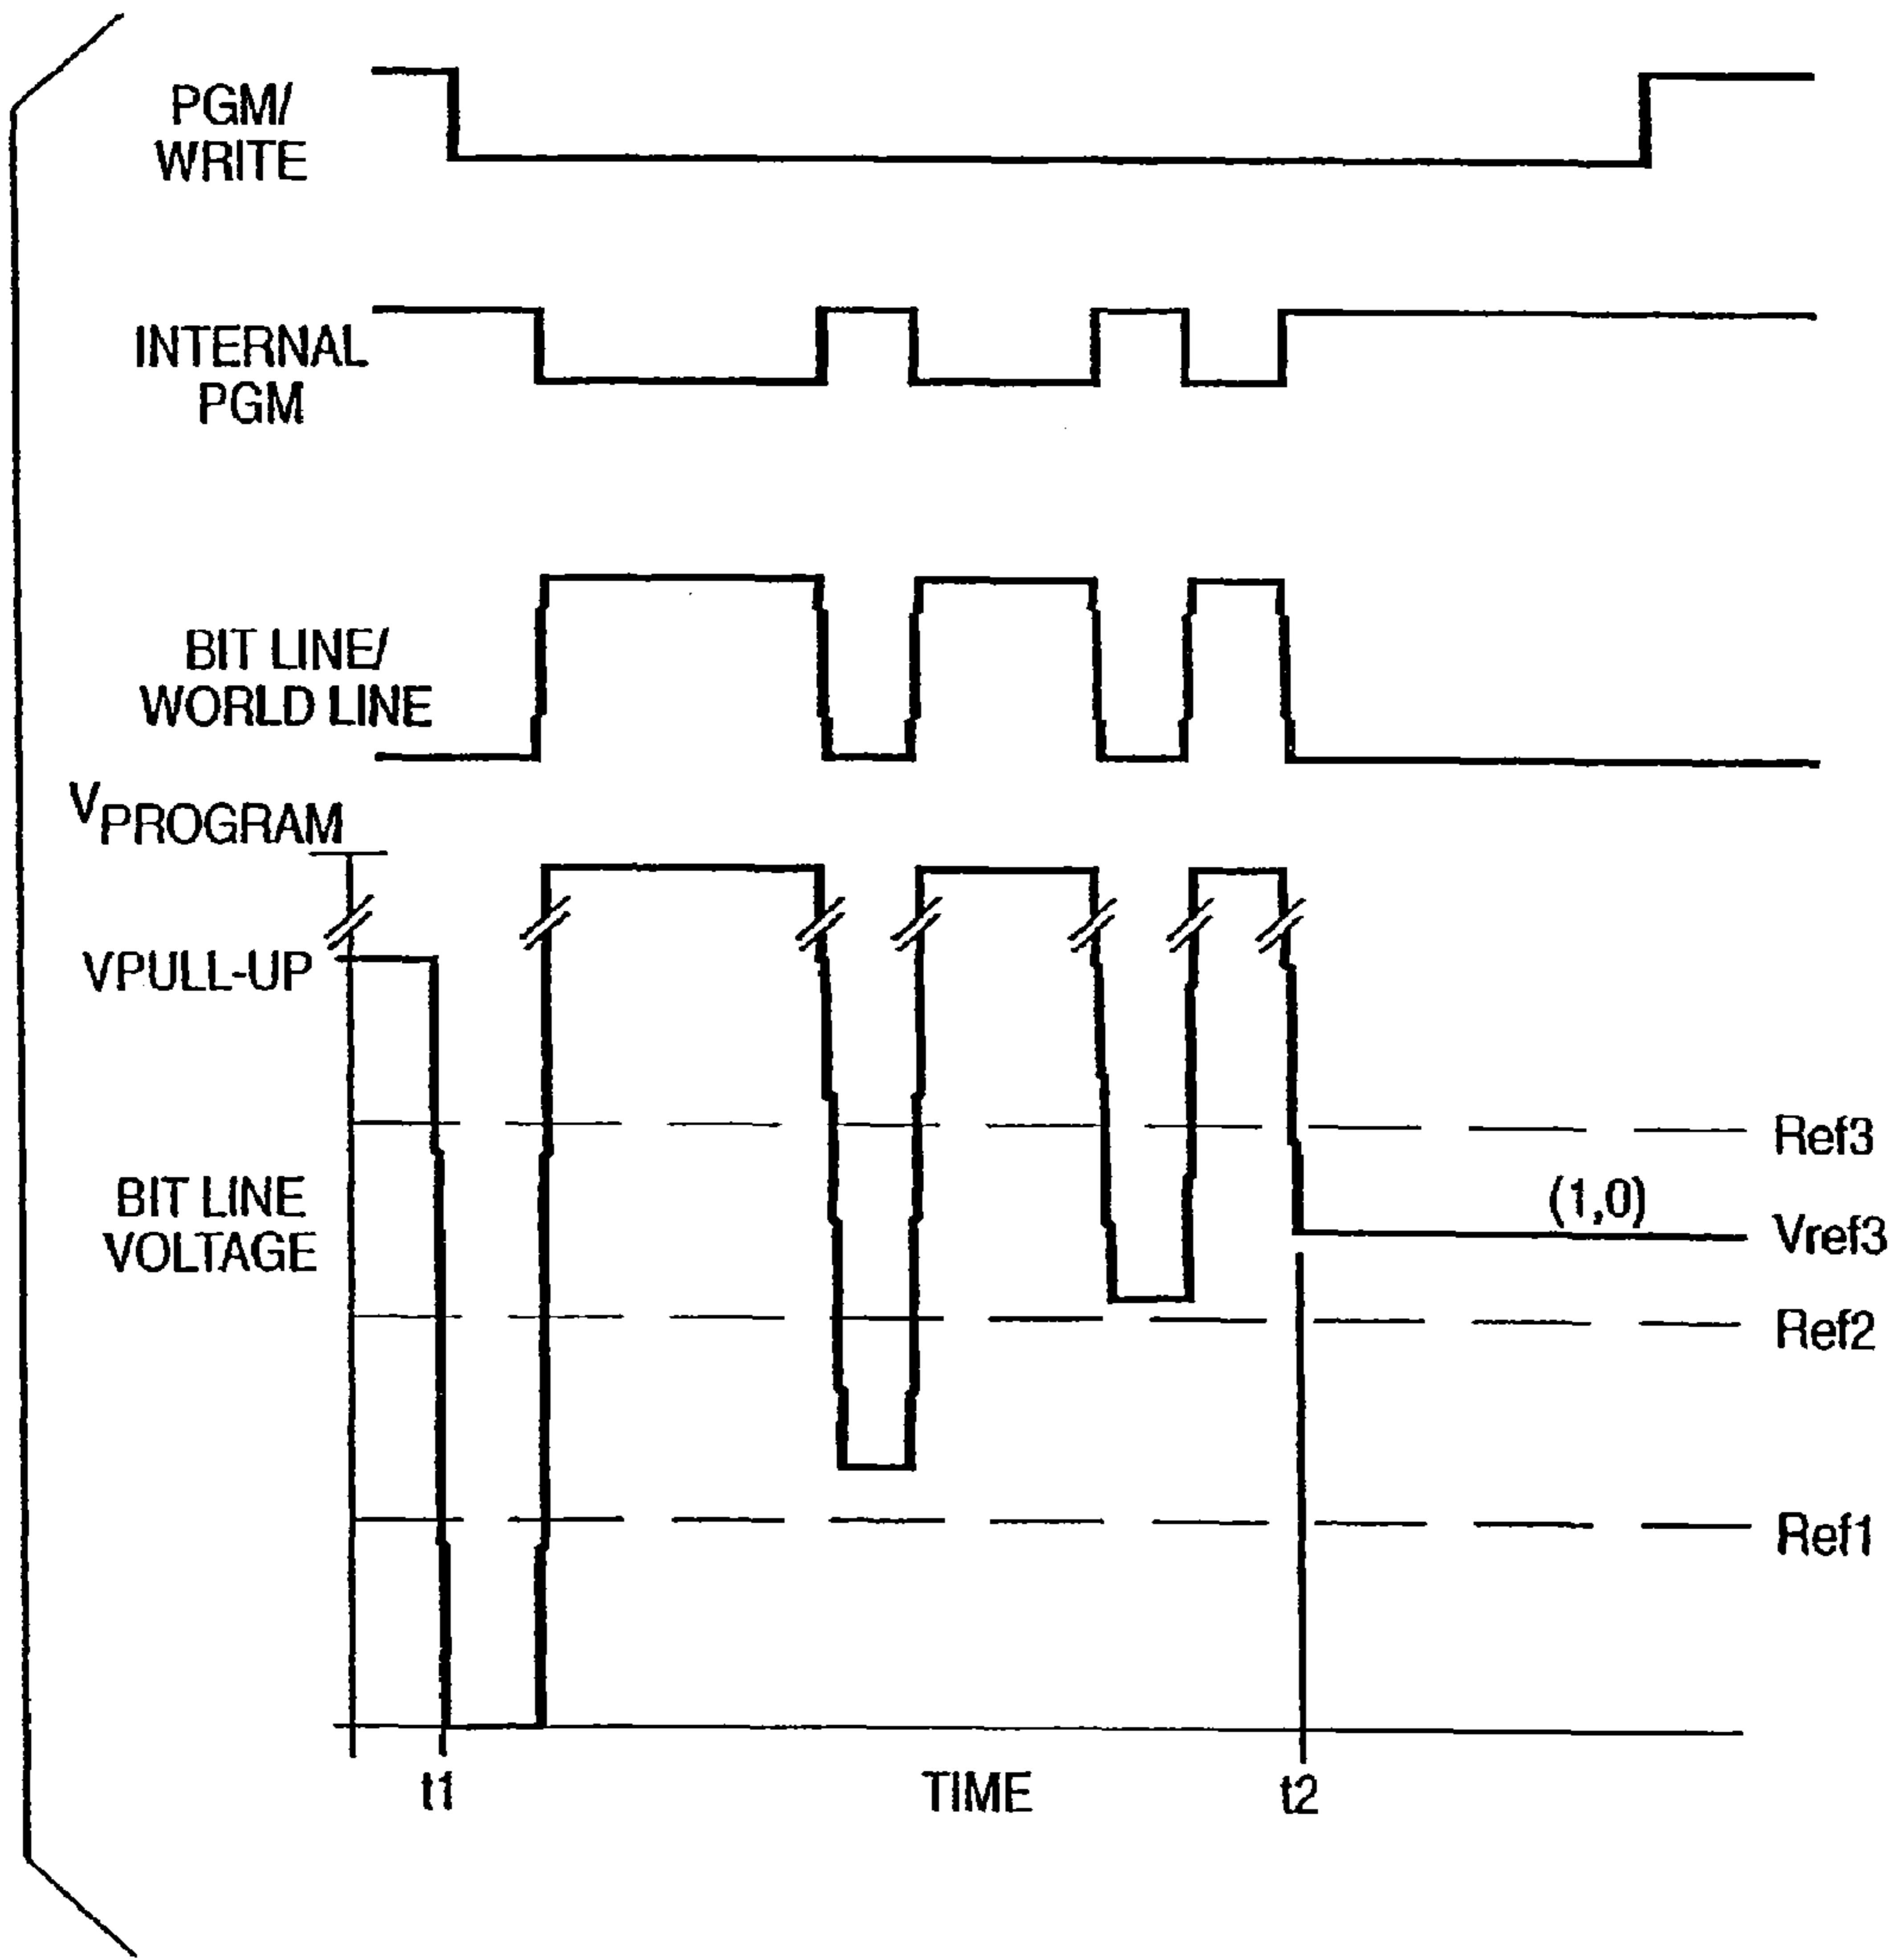 PGM/
WRITE
INTERNAL
PGM
BIT LINE/
WORLD LINE
VPROGRAM
VPULL-UP
Ref3
(1,0)
BIT LINE
VOLTAGE
Vref3
Ref2
Ref1
t1
TIME
t2